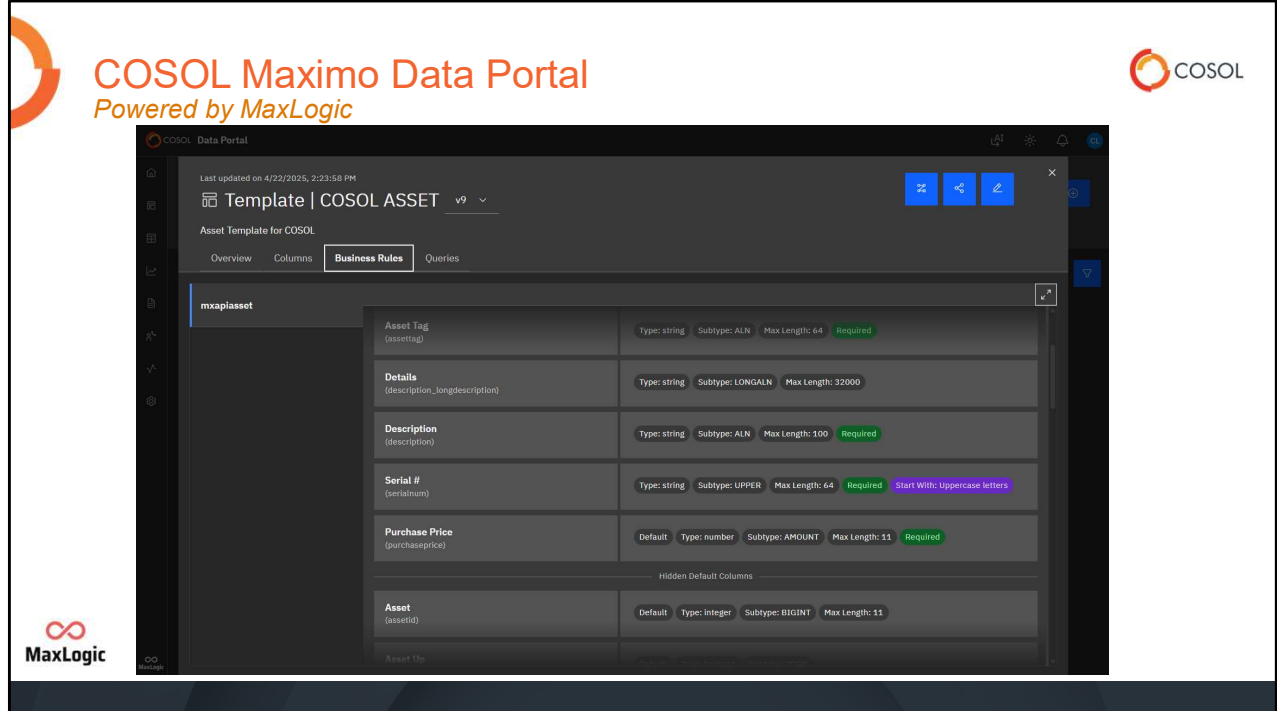 COSOL Maximo Data Portal
Powered by MaxLogic
COSOL
COSOL Data Portal
AI
CL
Last updated on 4/22/2025, 2:23:58 PM
Template | COSOL ASSET v9
Asset Template for COSOL
Overview Columns Business Rules Queries
mxapiasset
Asset Tag
(assettag)
Type: string Subtype: ALN Max Length: 64 Required
Details
(description_longdescription)
Type: string Subtype: LONGALN Max Length: 32000
Description
(description)
Type: string Subtype: ALN Max Length: 100 Required
Serial #
(serialnum)
Type: string Subtype: UPPER Max Length: 64 Required Start With: Uppercase letters
Purchase Price
(purchaseprice)
Default Type: number Subtype: AMOUNT Max Length: 11 Required
Hidden Default Columns
Asset
(assetid)
Default Type: integer Subtype: BIGINT Max Length: 11
Asset Up
MaxLogic
MaxLogic